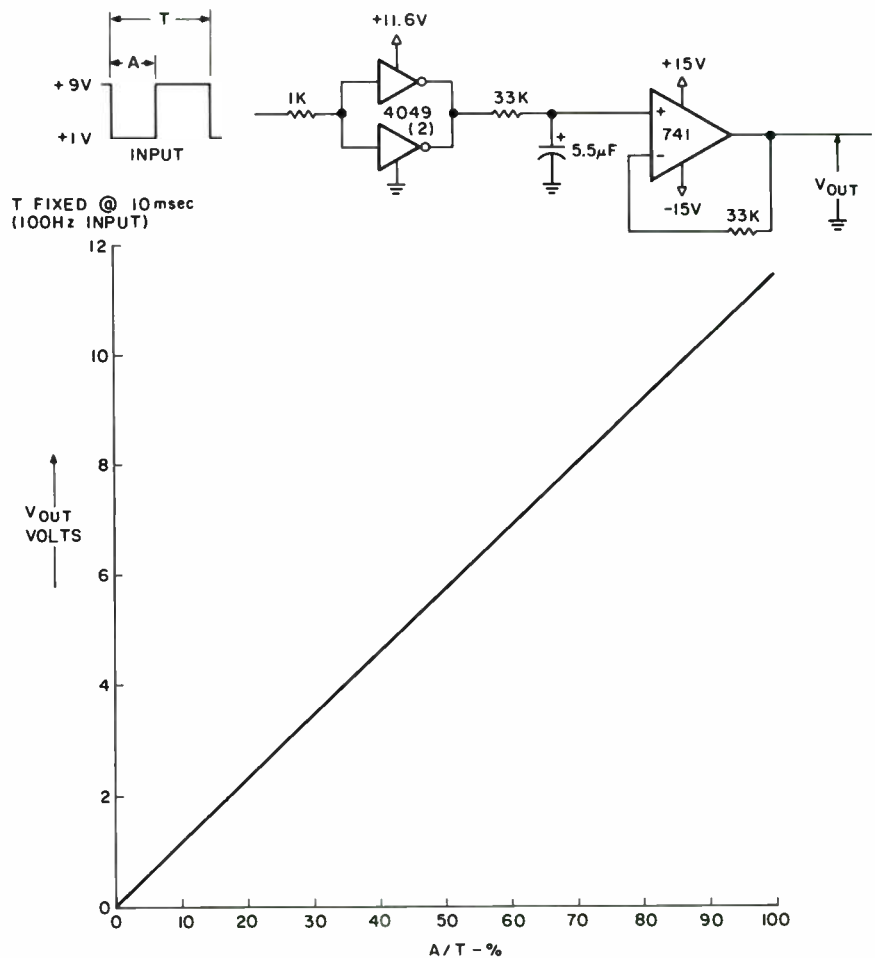 T
A
+9V
+1V
INPUT
T FIXED @ 10 msec
(100Hz INPUT)
+11.6V
1K
4049
(2)
33K
+
5.5µF
+15V
+
741
-
-15V
33K
VOUT
12
10
8
6
4
2
0
VOUT
VOLTS
0 10 20 30 40 50 60 70 80 90 100
A/T - %